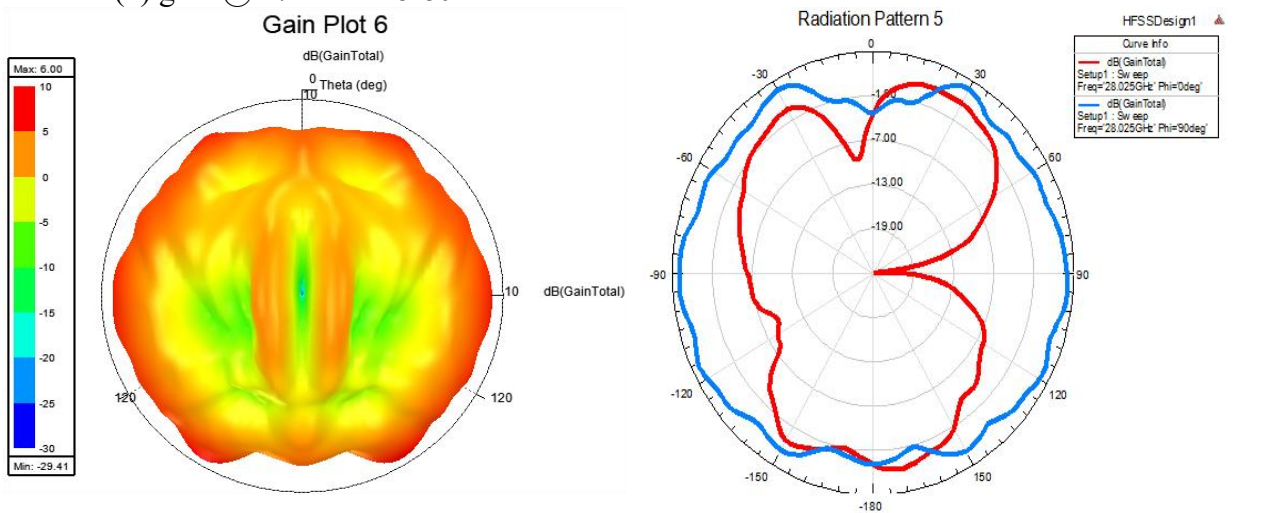 Gain Plot 6
dB(GainTotal)
Max: 6.00
10
5
0
-5
-10
-15
-20
-25
-30
Min: -29.41
0
Theta (deg)
10
10
dB(GainTotal)
120
120
Radiation Pattern 5
HFSSDesign1
Curve Info
dB(GainTotal)
Setup1 : Sweep
Freq='28.025GHz' Phi='0deg'
dB(GainTotal)
Setup1 : Sweep
Freq='28.025GHz' Phi='90deg'
0
-30
30
-7.00
-60
60
-13.00
-19.00
-90
90
-120
120
-150
150
-180